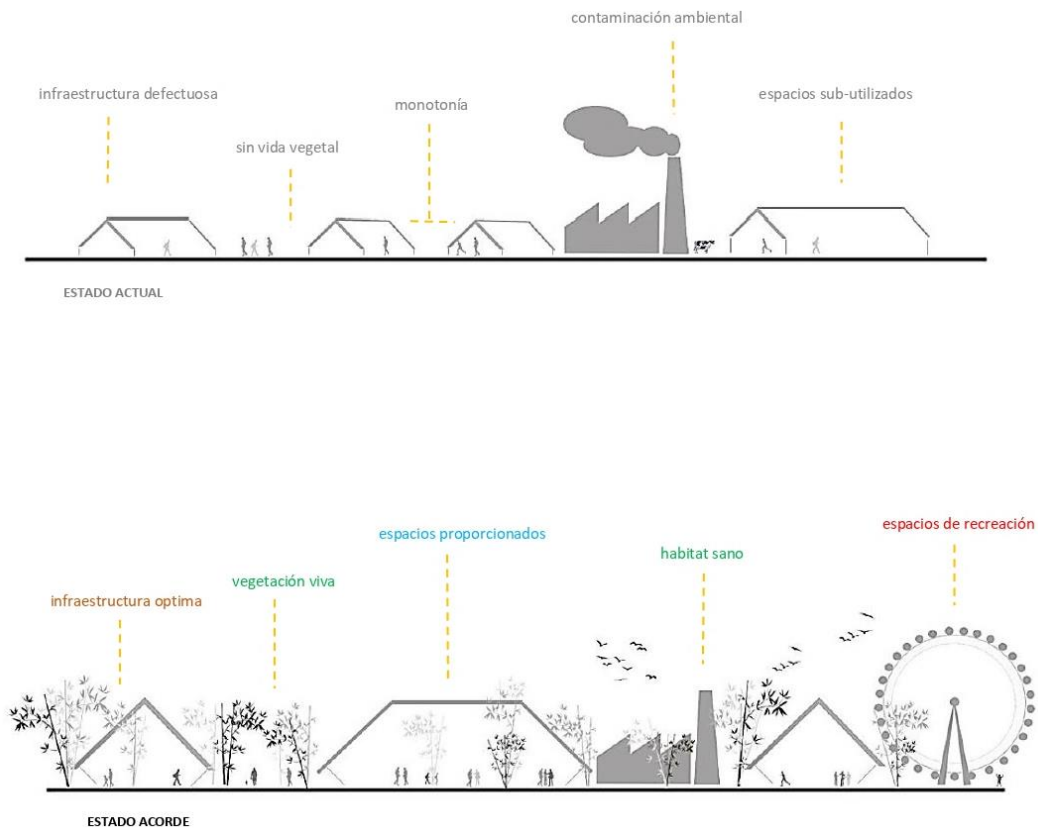 contaminación ambiental
infraestructura defectuosa
monotonía
espacios sub-utilizados
sin vida vegetal
ESTADO ACTUAL
espacios de recreación
espacios proporcionados
habitat sano
vegetación viva
infraestructura optima
ESTADO ACORDE